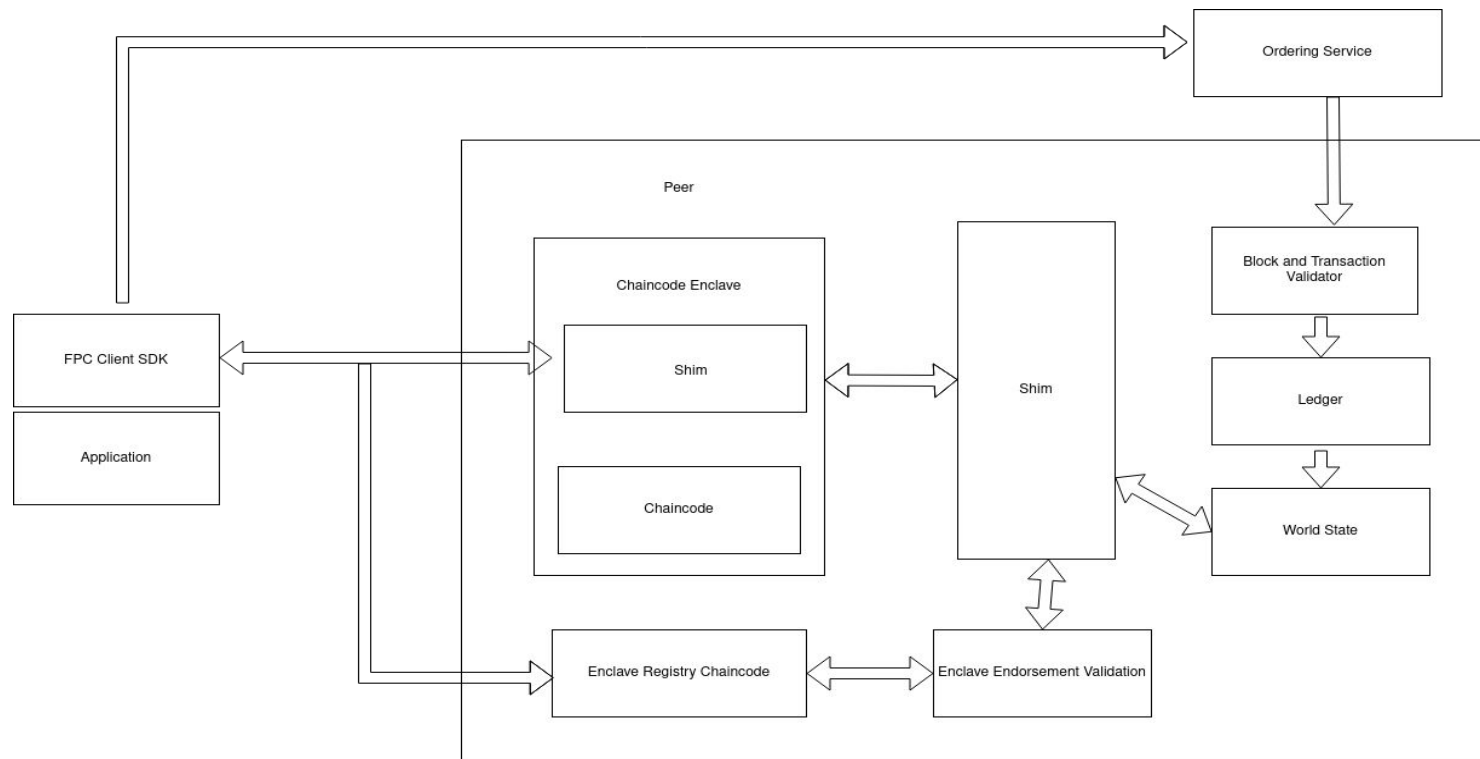 Ordering Service
Peer
Block and Transaction
Validator
Chaincode Enclave
FPC Client SDK
Shim
Shim
Ledger
Application
Chaincode
World State
Enclave Registry Chaincode
Enclave Endorsement Validation